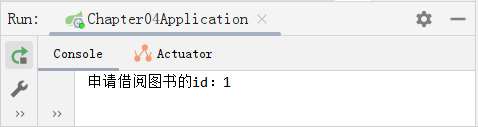 Run: Chapter04Application
Console Actuator
申请借阅图书的id：1